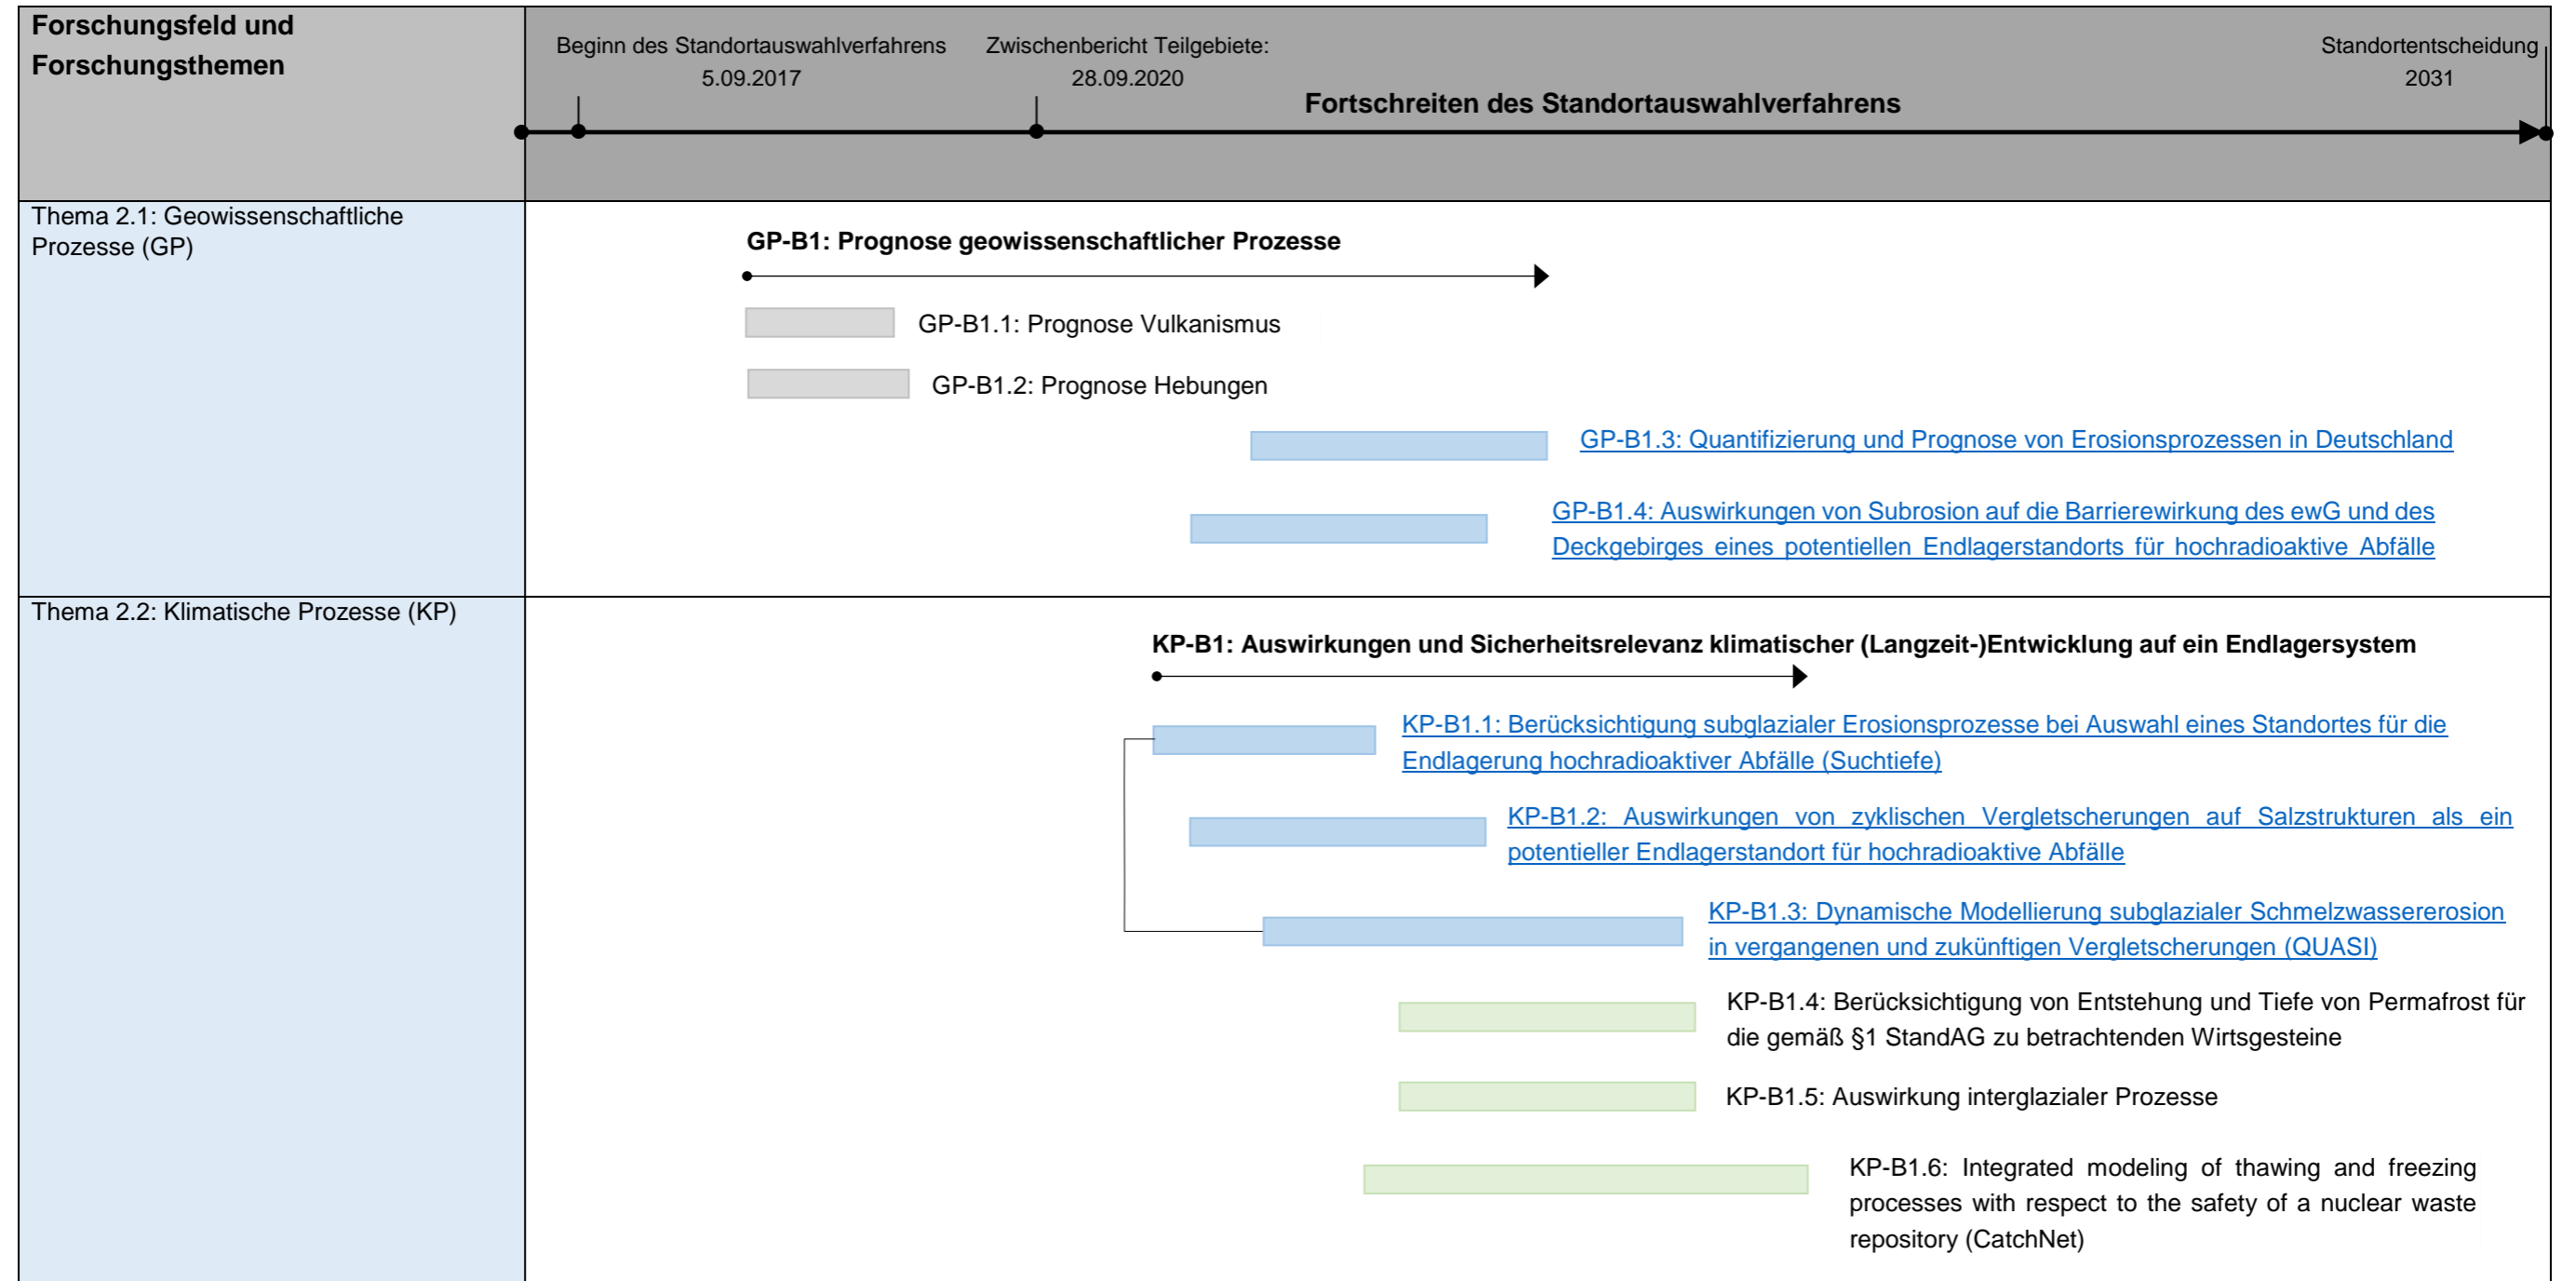 Forschungsfeld und
Forschungsthemen
Beginn des Standortauswahlverfahrens
5.09.2017
Zwischenbericht Teilgebiete:
28.09.2020
Standortentscheidung
2031
Fortschreiten des Standortauswahlverfahrens
Thema 2.1: Geowissenschaftliche
Prozesse (GP)
GP-B1: Prognose geowissenschaftlicher Prozesse
GP-B1.1: Prognose Vulkanismus
GP-B1.2: Prognose Hebungen
GP-B1.3: Quantifizierung und Prognose von Erosionsprozessen in Deutschland
GP-B1.4: Auswirkungen von Subrosion auf die Barrierewirkung des ewG und des
Deckgebirges eines potentiellen Endlagerstandorts für hochradioaktive Abfälle
Thema 2.2: Klimatische Prozesse (KP)
KP-B1: Auswirkungen und Sicherheitsrelevanz klimatischer (Langzeit-)Entwicklung auf ein Endlagersystem
KP-B1.1: Berücksichtigung subglazialer Erosionsprozesse bei Auswahl eines Standortes für die
Endlagerung hochradioaktiver Abfälle (Suchtiefe)
KP-B1.2: Auswirkungen von zyklischen Vergletscherungen auf Salzstrukturen als ein
potentieller Endlagerstandort für hochradioaktive Abfälle
KP-B1.3: Dynamische Modellierung subglazialer Schmelzwassererosion
in vergangenen und zukünftigen Vergletscherungen (QUASI)
KP-B1.4: Berücksichtigung von Entstehung und Tiefe von Permafrost für
die gemäß §1 StandAG zu betrachtenden Wirtsgesteine
KP-B1.5: Auswirkung interglazialer Prozesse
KP-B1.6: Integrated modeling of thawing and freezing
processes with respect to the safety of a nuclear waste
repository (CatchNet)